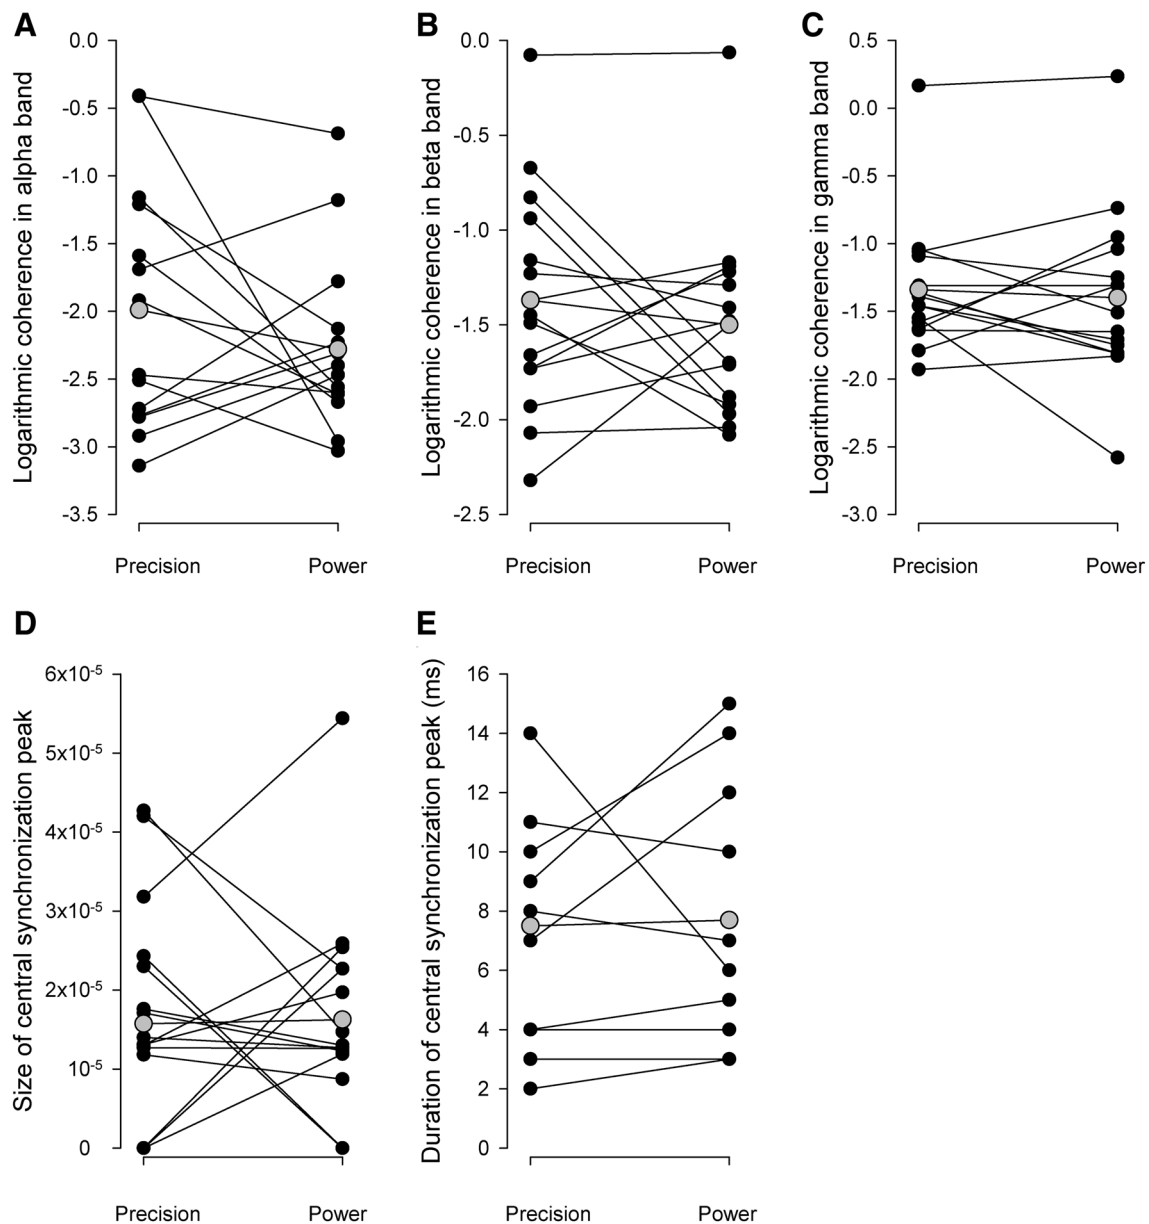 A
Logarithmic coherence in alpha band
0.0
-0.5
-1.0
-1.5
-2.0
-2.5
-3.0
-3.5
Precision
Power
B
Logarithmic coherence in beta band
0.0
-0.5
-1.0
-1.5
-2.0
-2.5
Precision
Power
C
Logarithmic coherence in gamma band
0.5
0.0
-0.5
-1.0
-1.5
-2.0
-2.5
-3.0
Precision
Power
D
Size of central synchronization peak
6x10⁻⁵
5x10⁻⁵
4x10⁻⁵
3x10⁻⁵
2x10⁻⁵
10⁻⁵
0
Precision
Power
E
Duration of central synchronization peak (ms)
16
14
12
10
8
6
4
2
0
Precision
Power